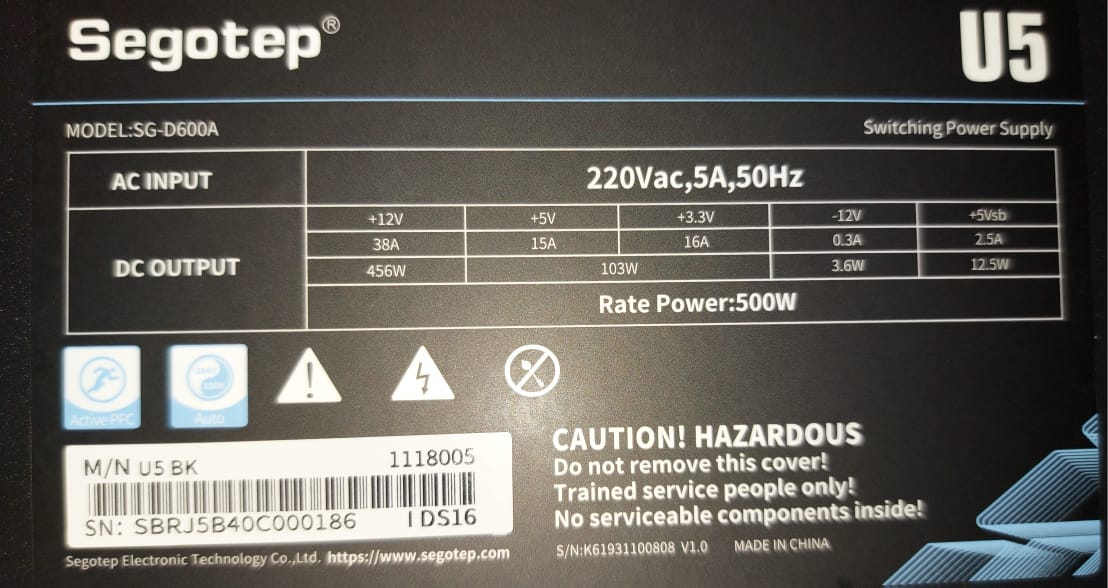 Segotep®
U5
MODEL:SG-D600A
Switching Power Supply
AC INPUT
220Vac,5A,50Hz
DC OUTPUT
+12V +5V +3.3V -12V +5Vsb
38A 15A 16A 0.3A 2.5A
456W 103W 3.6W 12.5W
Rate Power:500W
Active PFC
Auto
M/N U5 BK 1118005
SN: SBRJ5B40C000186 I DS16
CAUTION! HAZARDOUS
Do not remove this cover!
Trained service people only!
No serviceable components inside!
S/N:K61931100808 V1.0 MADE IN CHINA
Segotep Electronic Technology Co.,Ltd. https://www.segotep.com